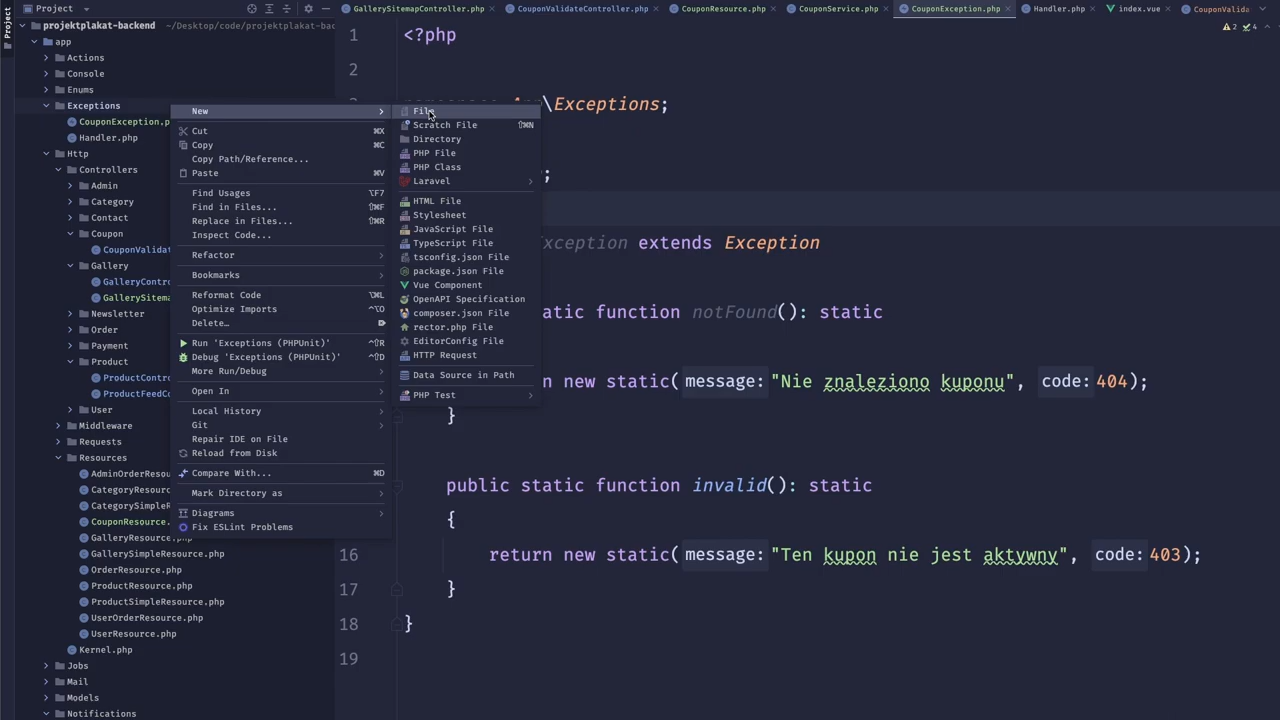 Project
Project
GallerySitemapController.php
CouponValidateController.php
CouponResource.php
CouponService.php
CouponException.php
Handler.php
index.vue
CouponValida
projektplakat-backend ~/Desktop/code/projektplakat-bac
app
Actions
Console
Enums
Exceptions
CouponException.p
Handler.php
Http
Controllers
Admin
Category
Contact
Coupon
CouponValidat
Gallery
GalleryContr
GallerySitema
Newsletter
Order
Payment
Product
ProductContr
ProductFeedCo
User
Middleware
Requests
Resources
AdminOrderResou
CategoryResourc
CategorySimpleR
CouponResource.
GalleryResource.php
GallerySimpleResource.php
OrderResource.php
ProductResource.php
ProductSimpleResource.php
UserOrderResource.php
UserResource.php
Kernel.php
Jobs
Mail
Models
Notifications
New
Cut ⌘X
Copy ⌘C
Copy Path/Reference...
Paste ⌘V
Find Usages ⌥F7
Find in Files... ⇧⌘F
Replace in Files... ⇧⌘R
Inspect Code...
Refactor
Bookmarks
Reformat Code ⌥⌘L
Optimize Imports ^⌥O
Delete... ⌦
Run 'Exceptions (PHPUnit)' ^⇧R
Debug 'Exceptions (PHPUnit)' ^⇧D
More Run/Debug
Open In
Local History
Git
Repair IDE on File
Reload from Disk
Compare With... ⌘D
Mark Directory as
Diagrams
Fix ESLint Problems
File
Scratch File ⇧⌘N
Directory
PHP File
PHP Class
Laravel
HTML File
Stylesheet
JavaScript File
TypeScript File
tsconfig.json File
package.json File
Vue Component
OpenAPI Specification
composer.json File
rector.php File
EditorConfig File
HTTP Request
Data Source in Path
PHP Test
2 4
1 <?php
2
3 \Exceptions;
;
xception extends Exception
atic function notFound(): static
n new static( message: "Nie znaleziono kuponu", code: 404);
}
public static function invalid(): static
{
16 return new static( message: "Ten kupon nie jest aktywny", code: 403);
17 }
18 }
19